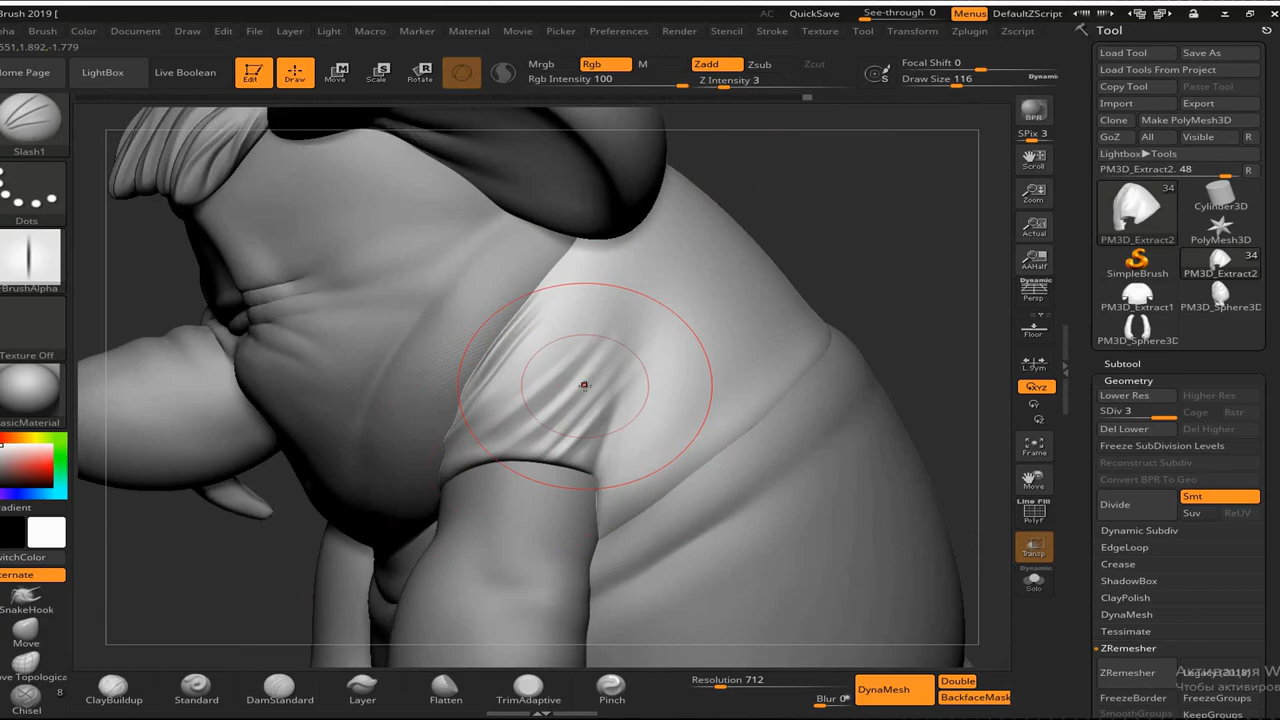 Brush 2019 [
AC QuickSave See-through 0 Menus DefaultZScript
pha Brush Color Document Draw Edit File Layer Light Macro Marker Material Movie Picker Preferences Render Stencil Stroke Texture Tool Transform Zplugin Zscript
551,1.892,-1.779
Home Page LightBox Live Boolean
Edit Draw Move Scale Rotate
Mrgb Rgb M
Rgb Intensity 100
Zadd Zsub Zcut
Z Intensity 3
S
Focal Shift 0
Draw Size 116 Dynamic
Slash1
Dots
rBrushAlpha
Texture Off
asicMaterial
radient
witchColor
ternate
SnakeHook
Move
ove Topologica
Chisel 8
BPR
SPix 3
Scroll
Zoom
Actual
AAHalf
Dynamic
Persp
Floor
L.Sym
XYZ
Frame
Move
Line Fill
PolyF
Transp
Dynamic
Solo
ClayBuildup Standard DamStandard Layer Flatten TrimAdaptive Pinch
Resolution 712
Blur 0
DynaMesh
Double
BackfaceMask
Tool
Load Tool Save As
Load Tools From Project
Copy Tool Paste Tool
Import Export
Clone Make PolyMesh3D
GoZ All Visible R
Lightbox▶Tools
PM3D_Extract2. 48 R
34
PM3D_Extract2 Cylinder3D
PolyMesh3D
34
SimpleBrush PM3D_Extract2
PM3D_Extract1 PM3D_Sphere3D
PM3D_Sphere3D
Subtool
Geometry
Lower Res Higher Res
SDiv 3 Cage Rstr
Del Lower Del Higher
Freeze SubDivision Levels
Reconstruct Subdiv
Convert BPR To Geo
Divide Smt
Suv ReUV
Dynamic Subdiv
EdgeLoop
Crease
ShadowBox
ClayPolish
DynaMesh
Tessimate
ZRemesher
ZRemesher Legacy (2018)
FreezeBorder FreezeGroups
SmoothGroups KeepGroups
Активация W
Чтобы активиров